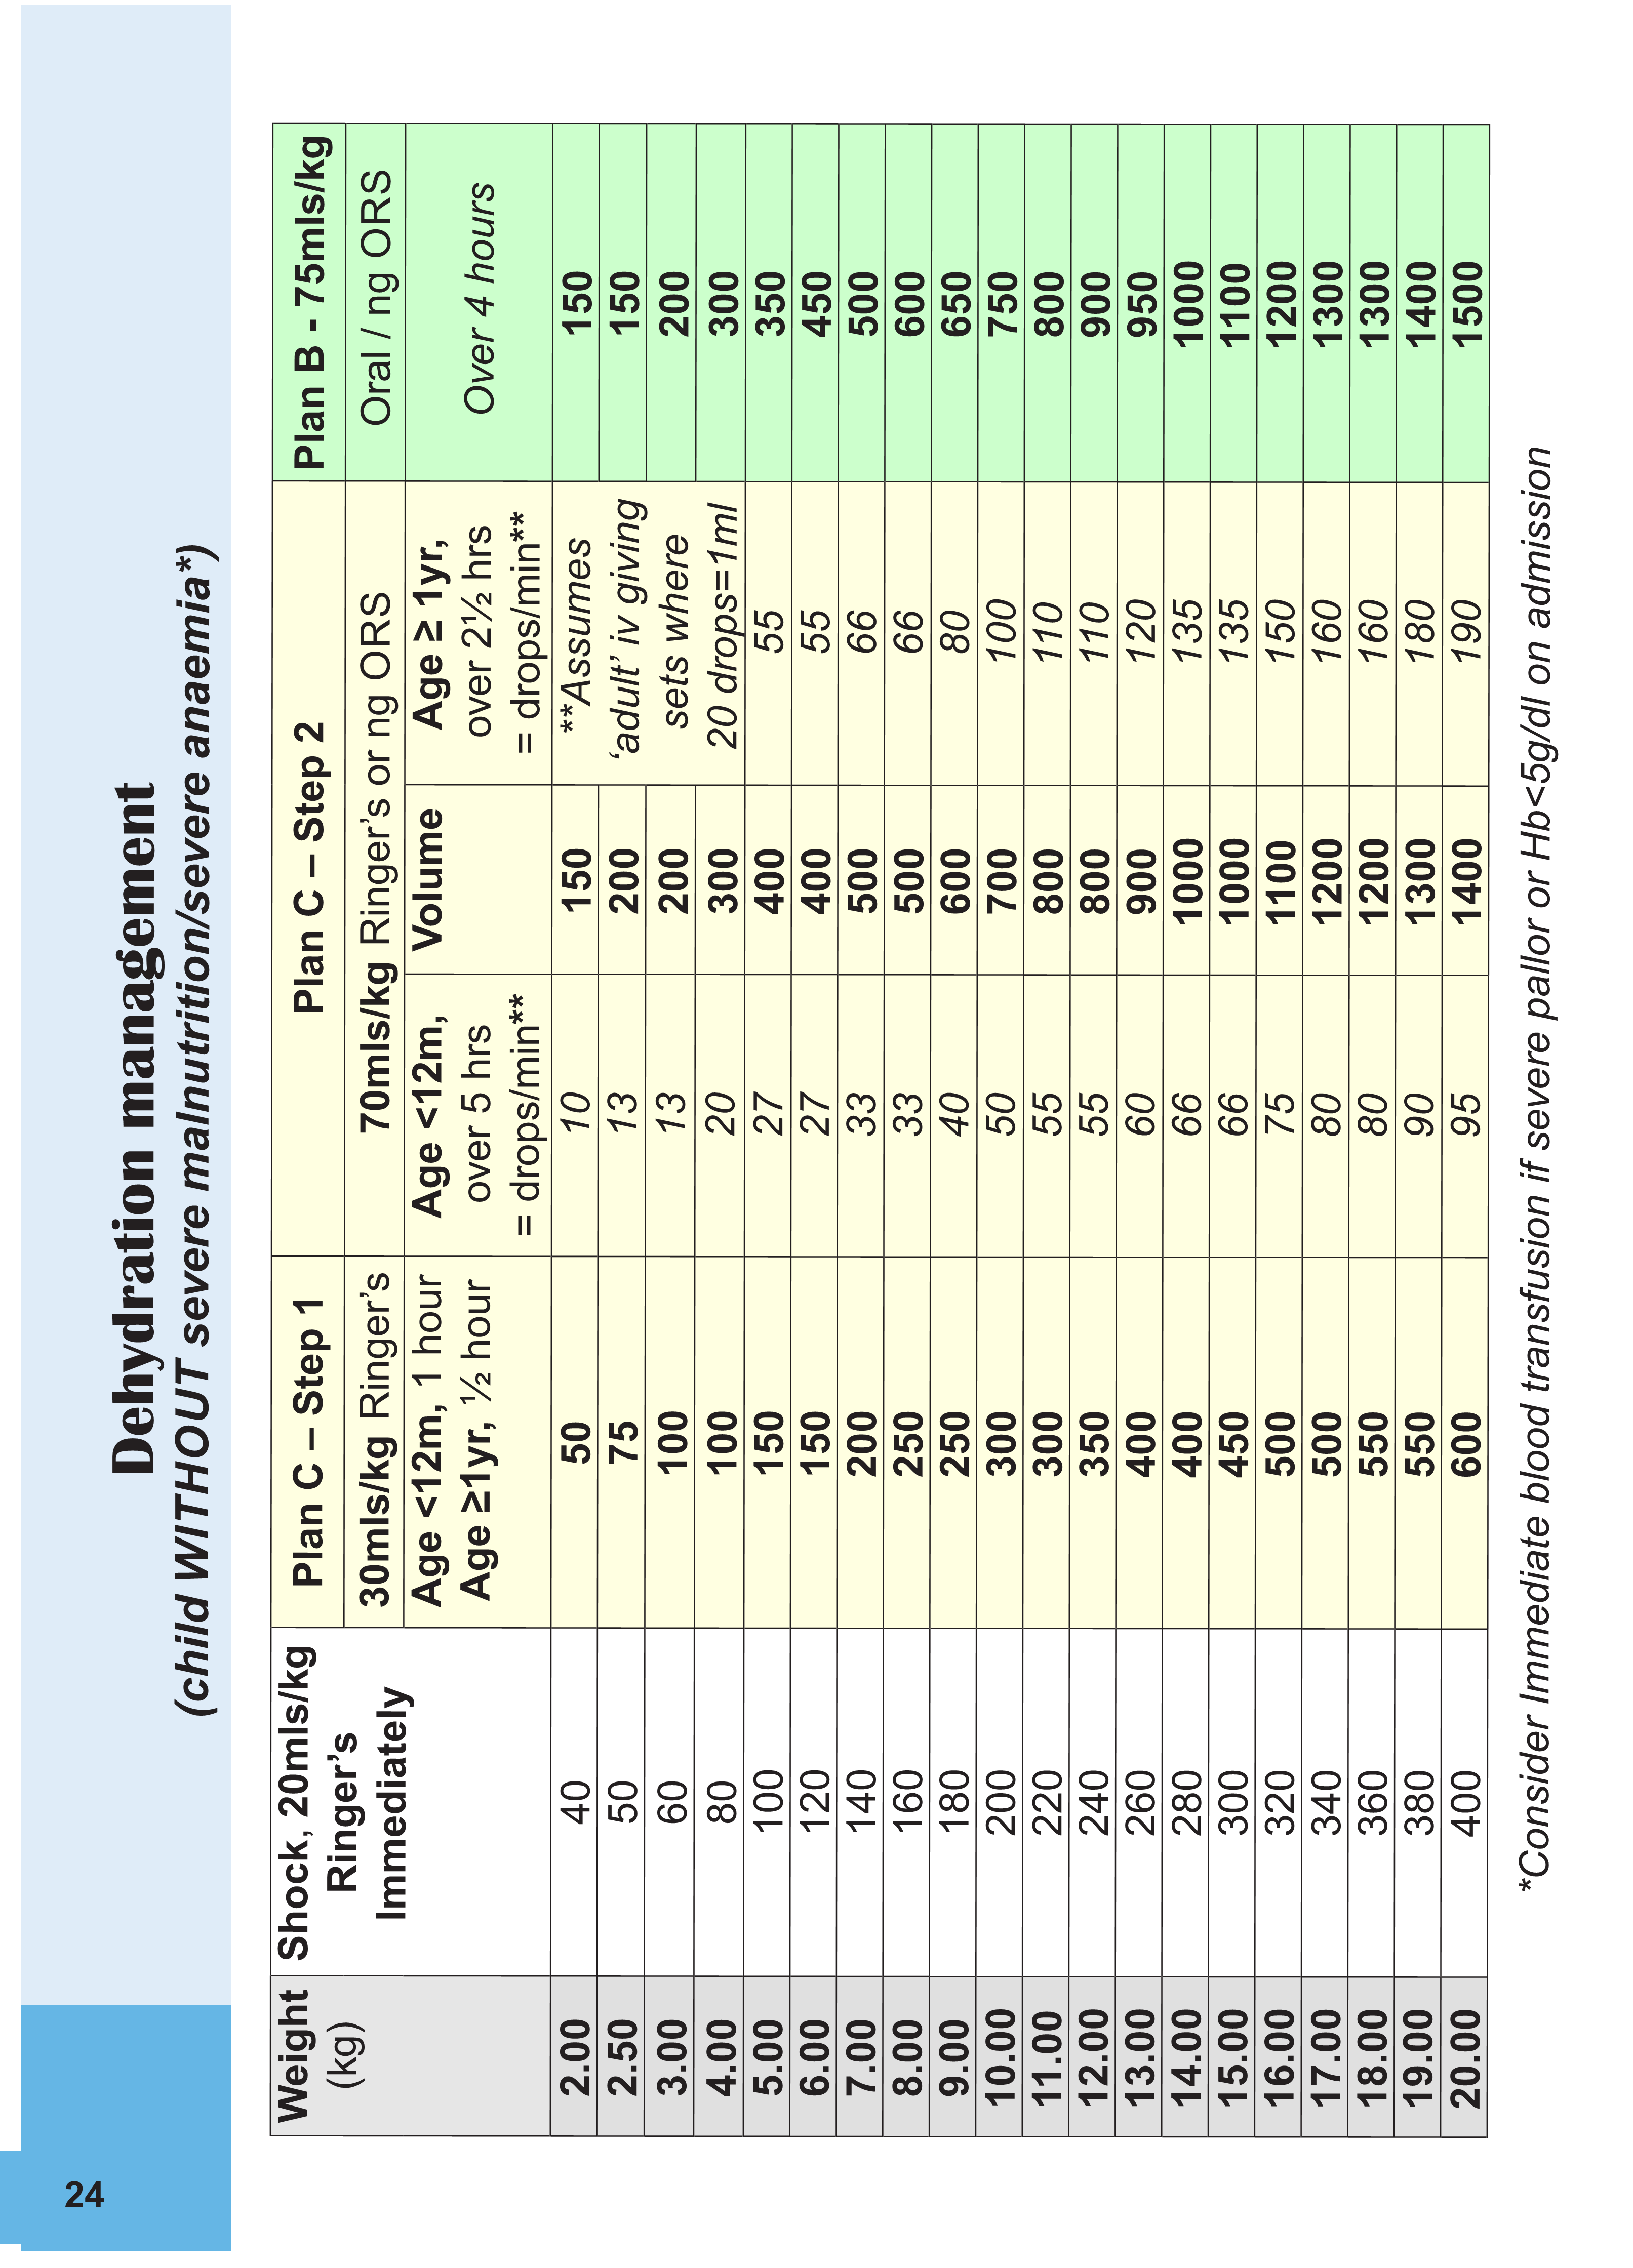 24
Dehydration management
(child WITHOUT severe malnutrition/severe anaemia*)
Weight (kg) | Shock, 20mls/kg Ringer’s Immediately | Plan C – Step 1 | Plan C – Step 2 | Plan B - 75mls/kg
30mls/kg Ringer’s | 70mls/kg Ringer’s or ng ORS | Oral / ng ORS
Age <12m, 1 hour Age ≥1yr, ½ hour | Age <12m, over 5 hrs = drops/min** | Volume | Age ≥ 1yr, over 2½ hrs = drops/min** | Over 4 hours
2.00 | 40 | 50 | 10 | 150 | **Assumes | 150
2.50 | 50 | 75 | 13 | 200 | ‘adult’ iv giving | 150
3.00 | 60 | 100 | 13 | 200 | sets where | 200
4.00 | 80 | 100 | 20 | 300 | 20 drops=1ml | 300
5.00 | 100 | 150 | 27 | 400 | 55 | 350
6.00 | 120 | 150 | 27 | 400 | 55 | 450
7.00 | 140 | 200 | 33 | 500 | 66 | 500
8.00 | 160 | 250 | 33 | 500 | 66 | 600
9.00 | 180 | 250 | 40 | 600 | 80 | 650
10.00 | 200 | 300 | 50 | 700 | 100 | 750
11.00 | 220 | 300 | 55 | 800 | 110 | 800
12.00 | 240 | 350 | 55 | 800 | 110 | 900
13.00 | 260 | 400 | 60 | 900 | 120 | 950
14.00 | 280 | 400 | 66 | 1000 | 135 | 1000
15.00 | 300 | 450 | 66 | 1000 | 135 | 1100
16.00 | 320 | 500 | 75 | 1100 | 150 | 1200
17.00 | 340 | 500 | 80 | 1200 | 160 | 1300
18.00 | 360 | 550 | 80 | 1200 | 160 | 1300
19.00 | 380 | 550 | 90 | 1300 | 180 | 1400
20.00 | 400 | 600 | 95 | 1400 | 190 | 1500
*Consider Immediate blood transfusion if severe pallor or Hb<5g/dl on admission